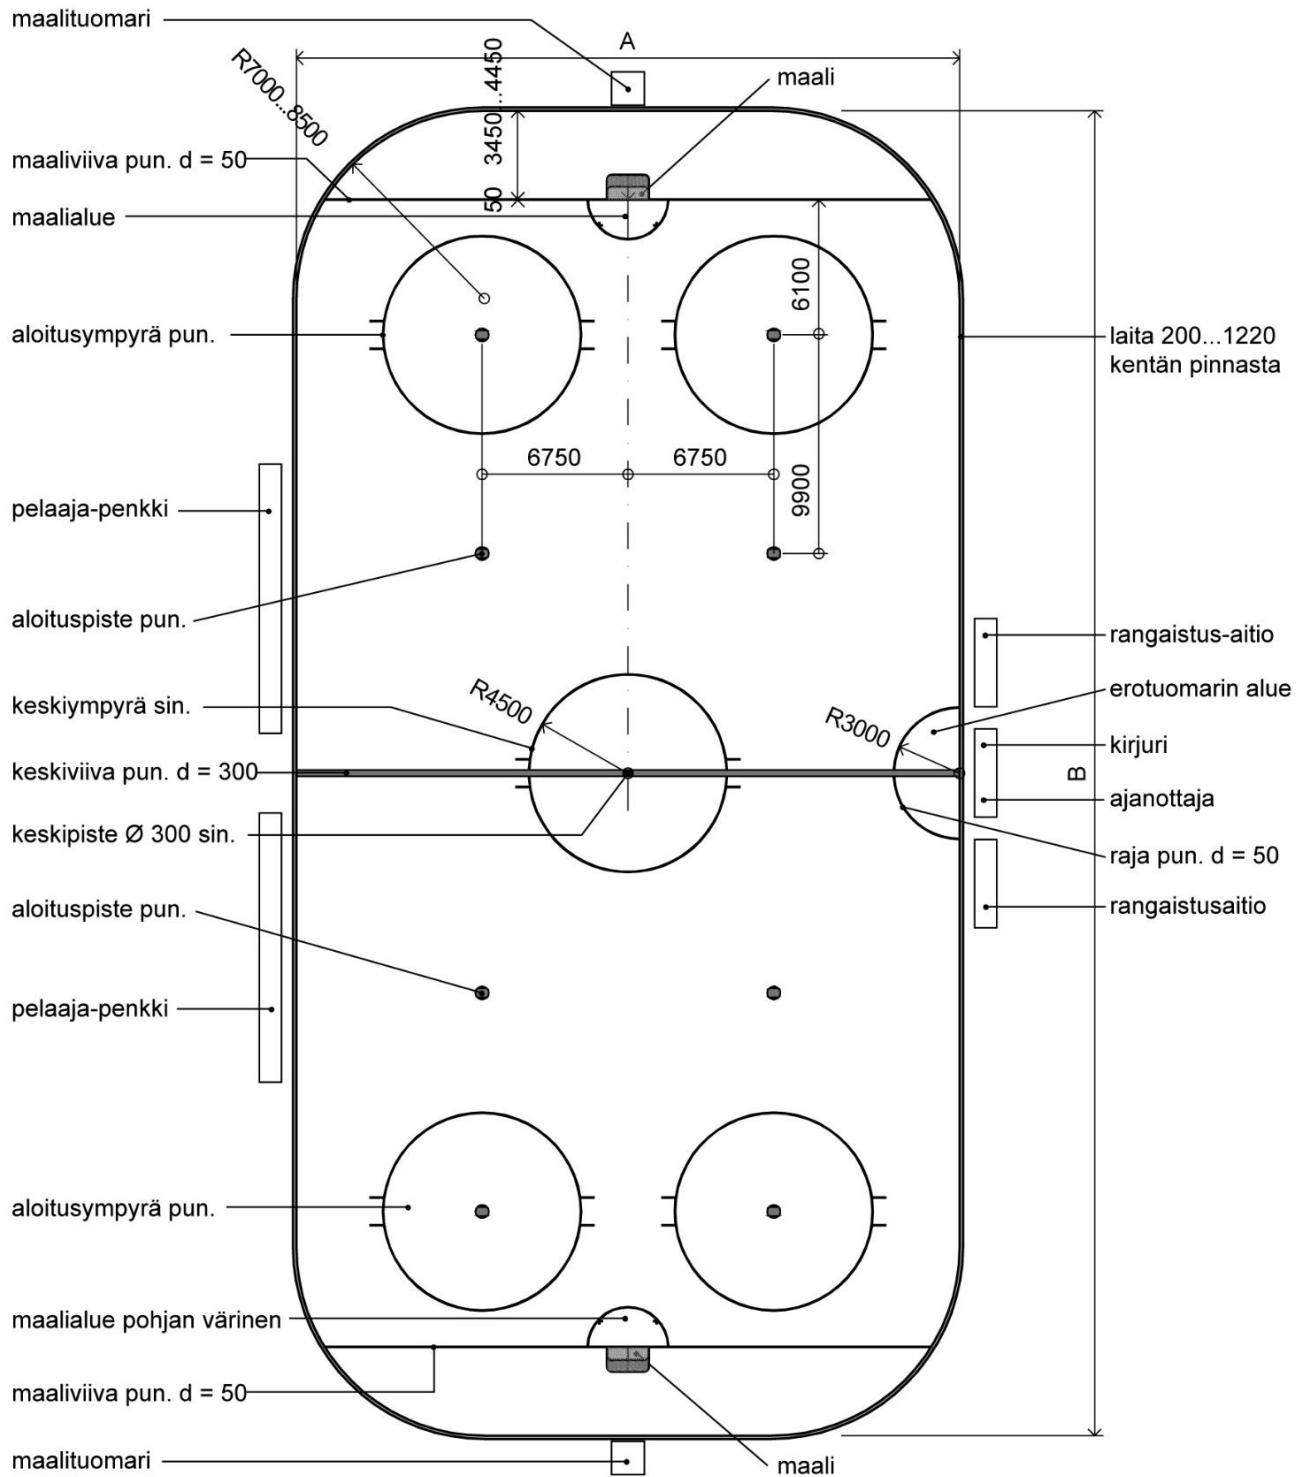 maalituomari
A
maali
R7000...8500
3450...4450
50
maaliviiva pun. d = 50
maalialue
6100
aloitusympyrä pun.
laita 200...1220
kentän pinnasta
6750
6750
9900
pelaaja-penkki
aloituspiste pun.
rangaistus-aitio
erotuomarin alue
keskiympyrä sin.
R4500
R3000
kirjuri
keskiviiva pun. d = 300
B
ajanottaja
keskipiste Ø 300 sin.
raja pun. d = 50
aloituspiste pun.
rangaistusaitio
pelaaja-penkki
aloitusympyrä pun.
maalialue pohjan värinen
maaliviiva pun. d = 50
maalituomari
maali